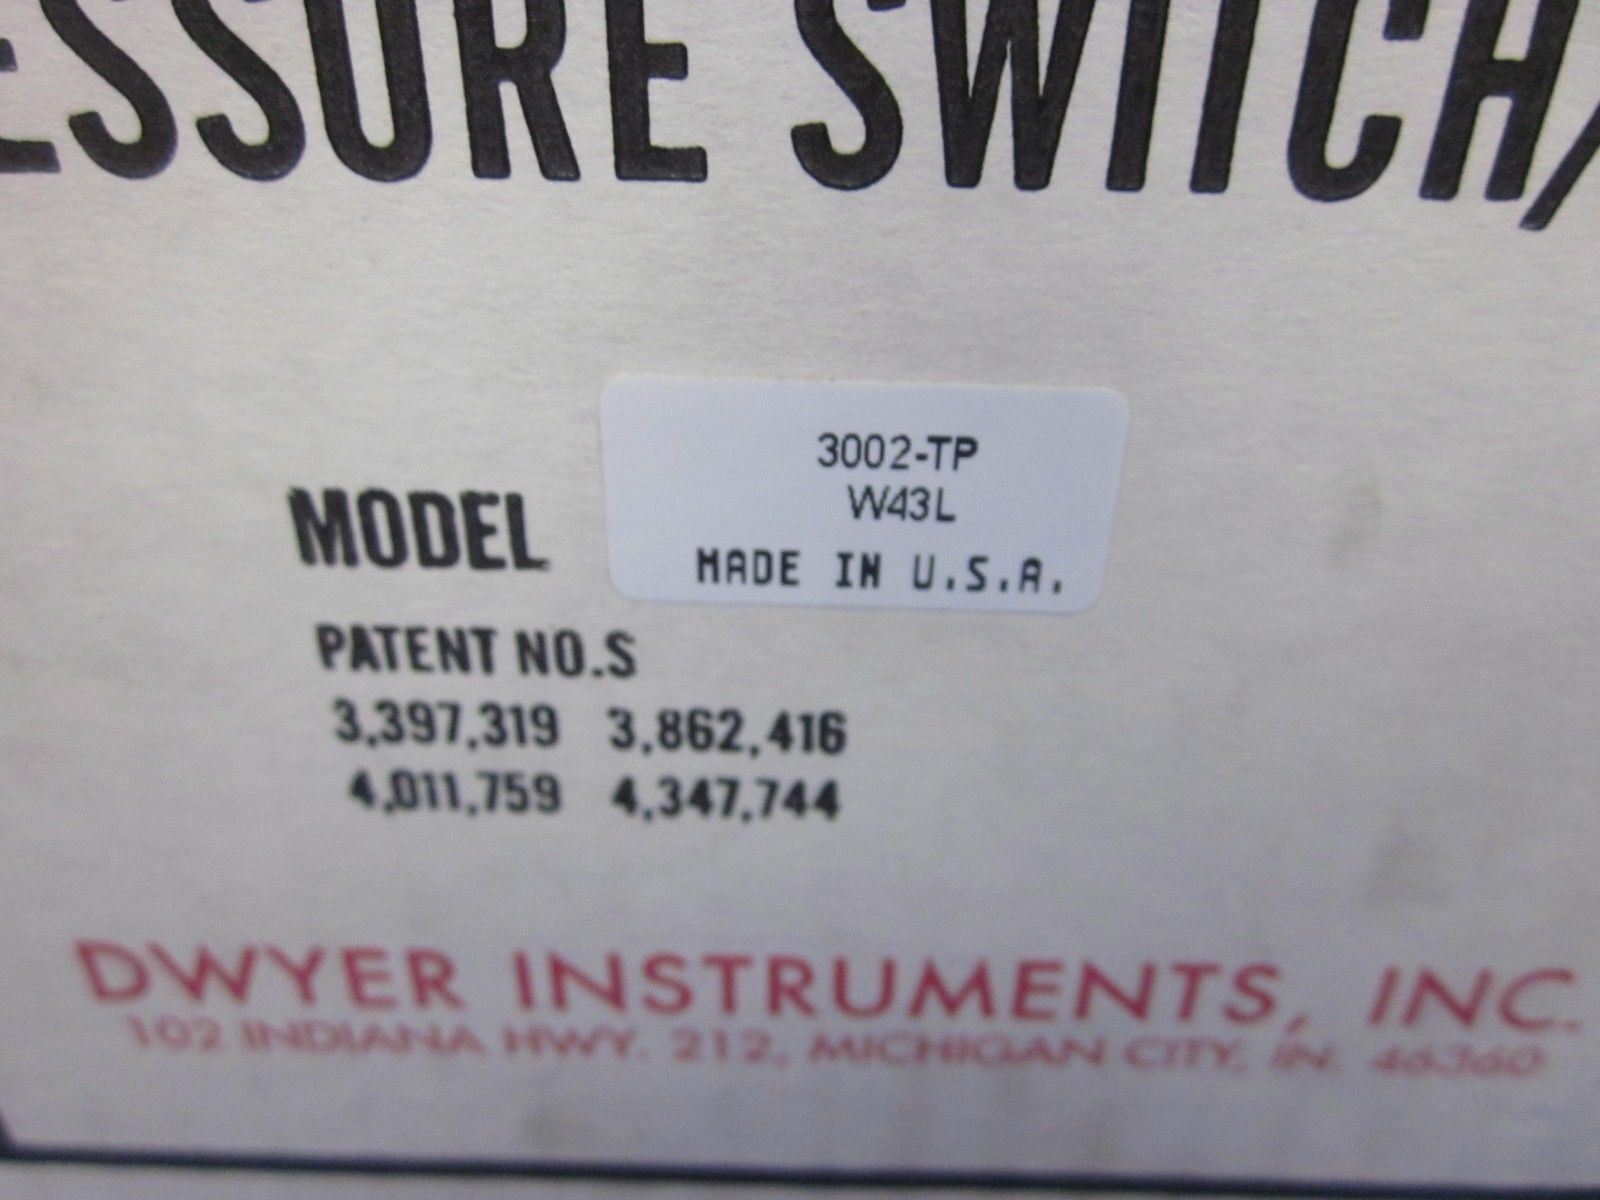 ESSURE SWITCH/
3002-TP
W43L
MADE IN U.S.A.
MODEL
PATENT NO.S
3,397,319 3,862,416
4,011,759 4,347,744
DWYER INSTRUMENTS, INC.
102 INDIANA HWY. 212, MICHIGAN CITY, IN. 46360